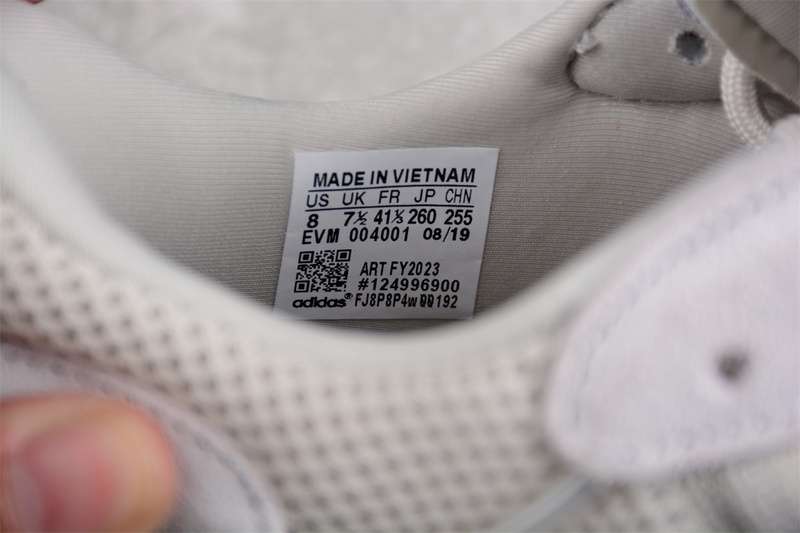 MADE IN VIETNAM
US UK FR JP CHN
8 7½ 41⅓ 260 255
EVM 004001 08/19
ART FY2023
#124996900
adidas® FJ8P8P4w